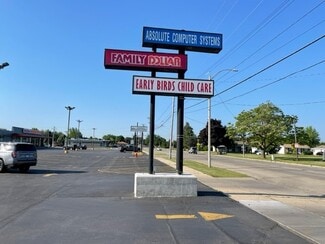 ABSOLUTE COMPUTER SYSTEMS
FAMILY DOLLAR
EARLY BIRDS CHILD CARE